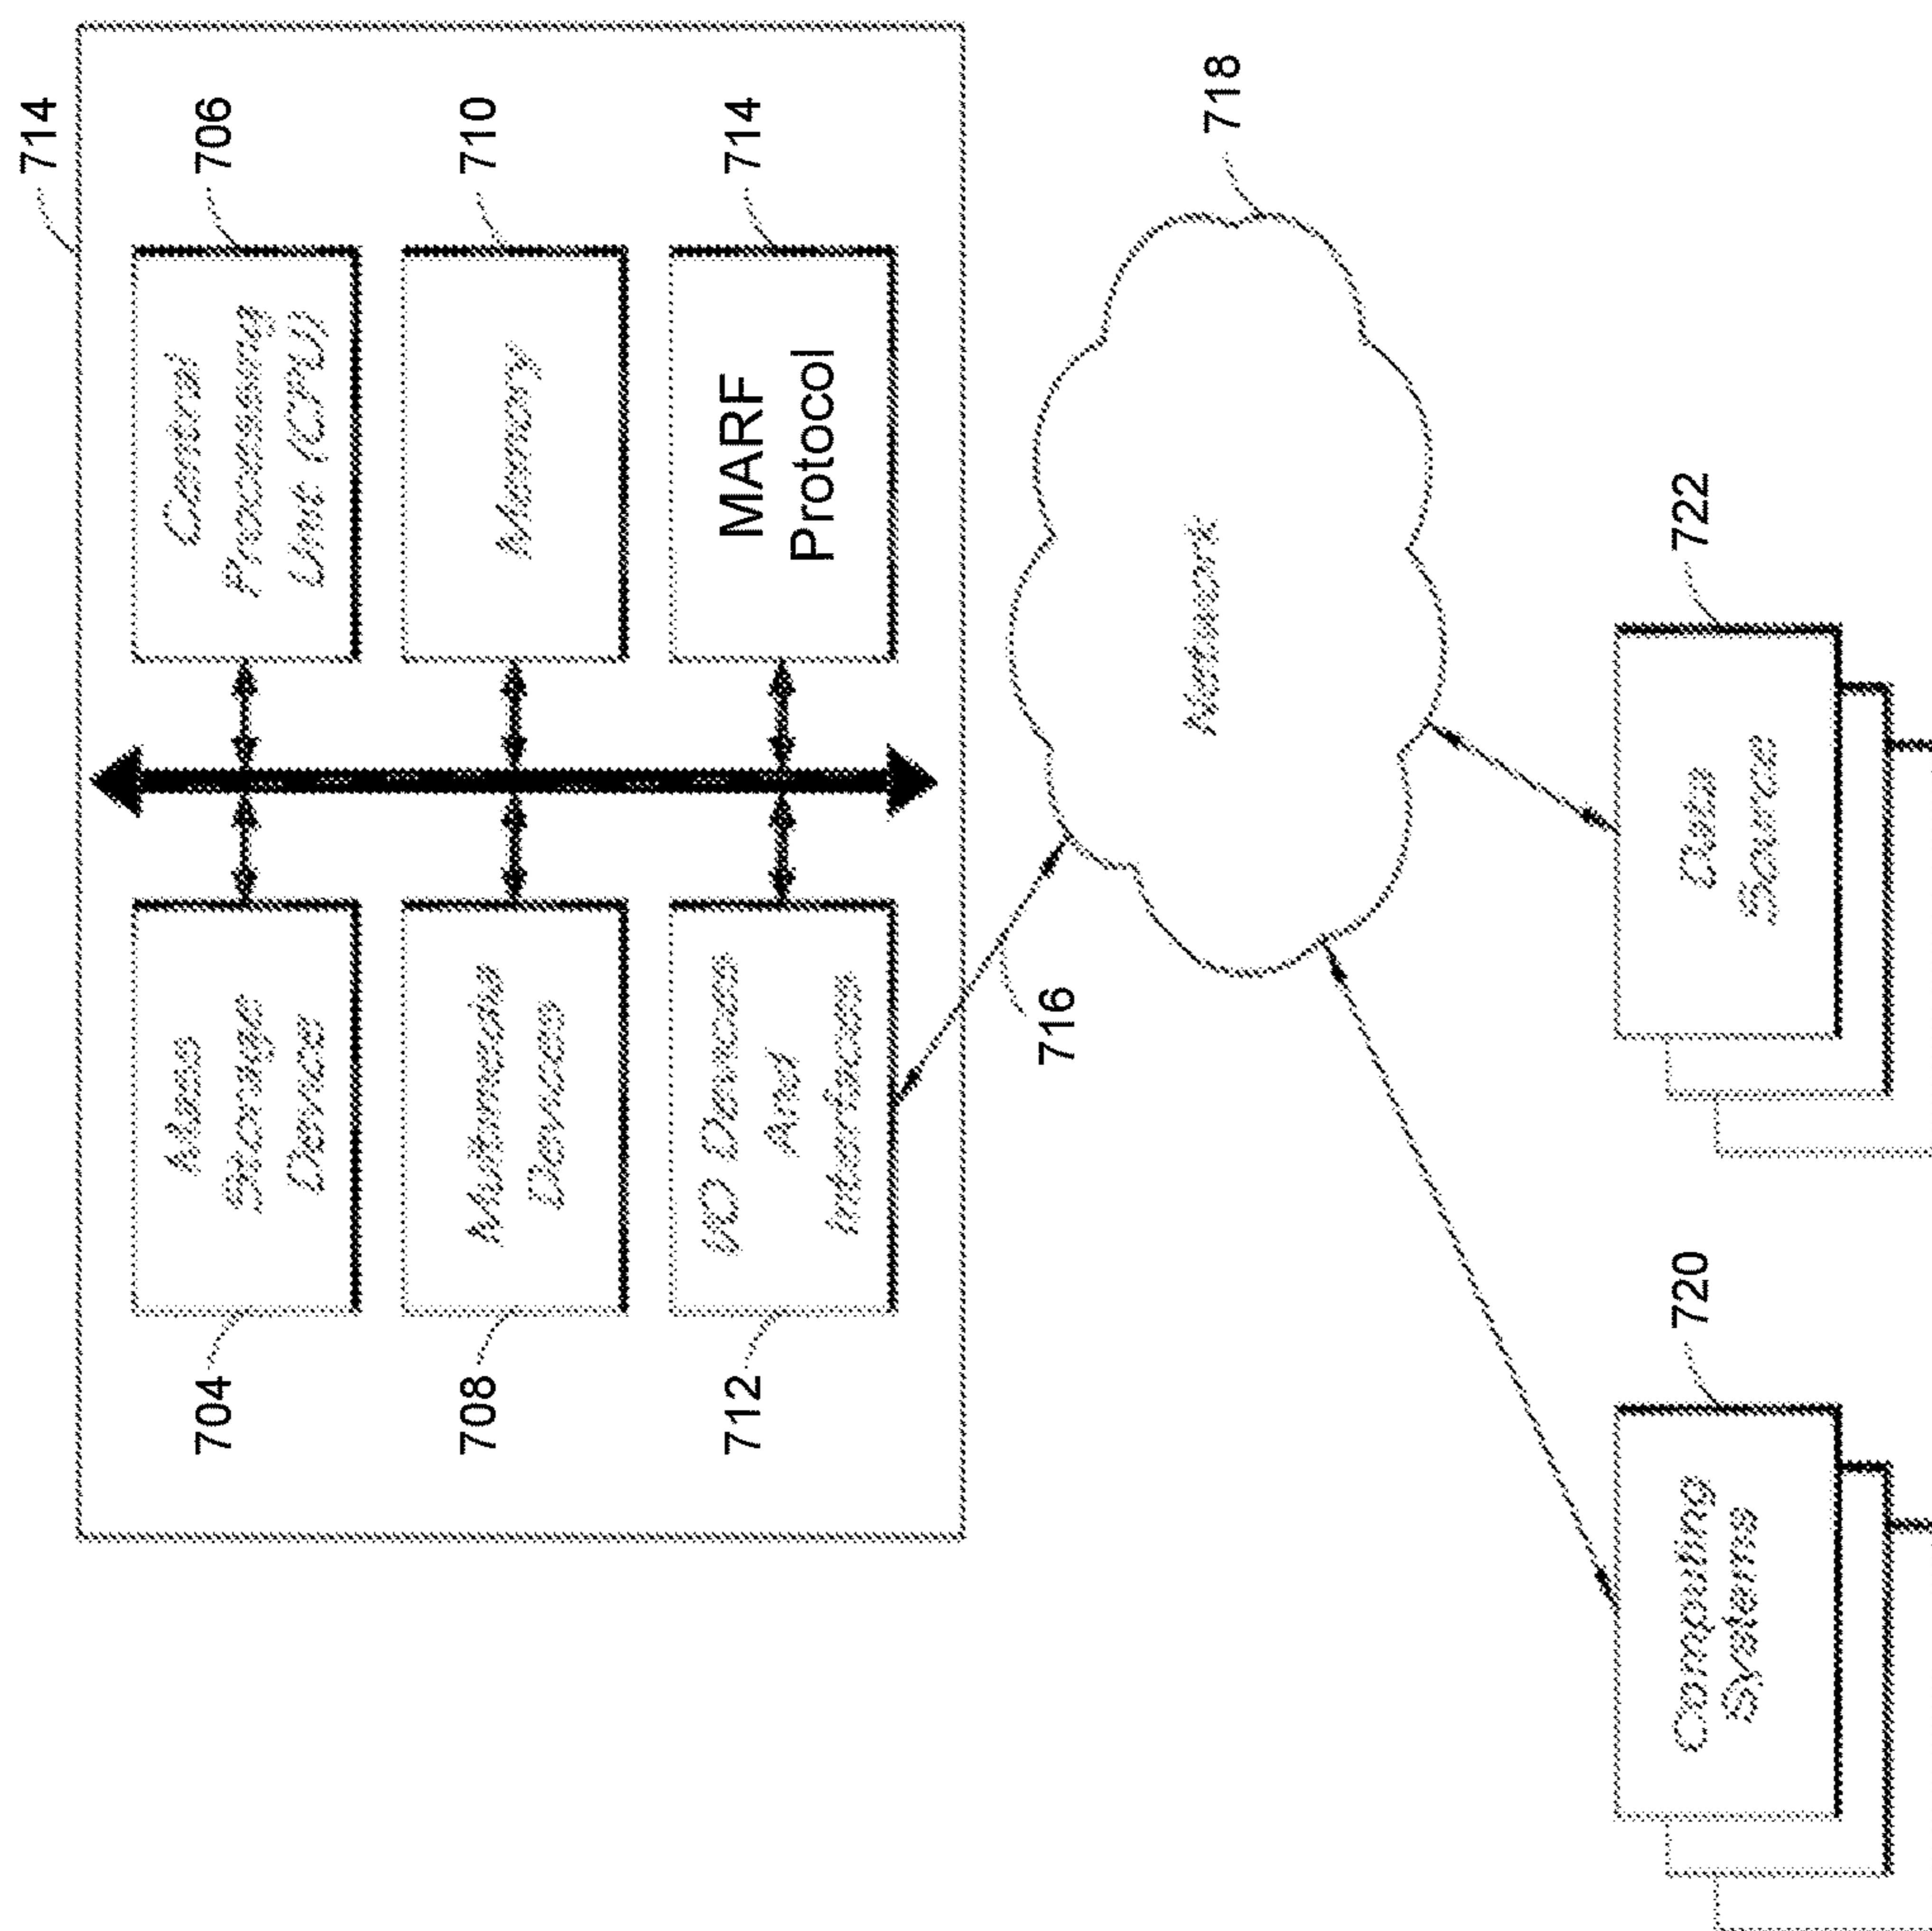 714
704
Mass
Storage
Device
Central
Processing
Unit (CPU)
706
708
Multimedia
Devices
Memory
710
712
I/O Devices
And
Interfaces
MARF
Protocol
714
716
Network
718
Computing
Systems
720
Data
Source
722